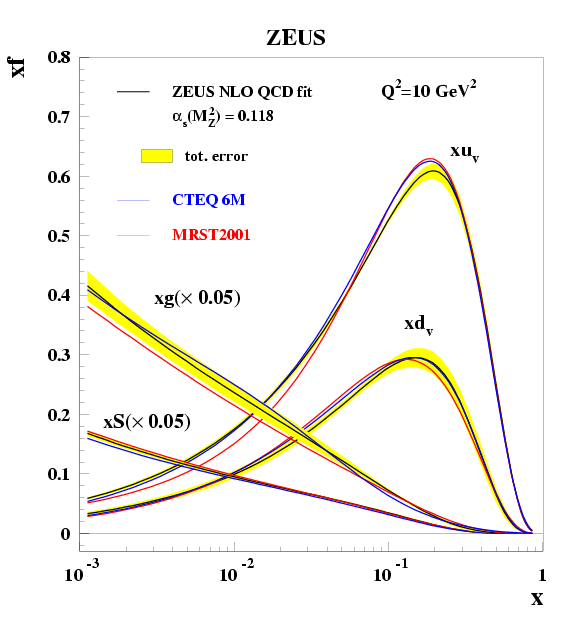 ZEUS
xf
0.8
ZEUS NLO QCD fit
Q²=10 GeV²
αₛ(M²_Z) = 0.118
0.7
tot. error
xuᵥ
0.6
CTEQ 6M
0.5
MRST2001
0.4
xg(× 0.05)
xdᵥ
0.3
0.2
xS(× 0.05)
0.1
0
10⁻³
10⁻²
10⁻¹
1
x